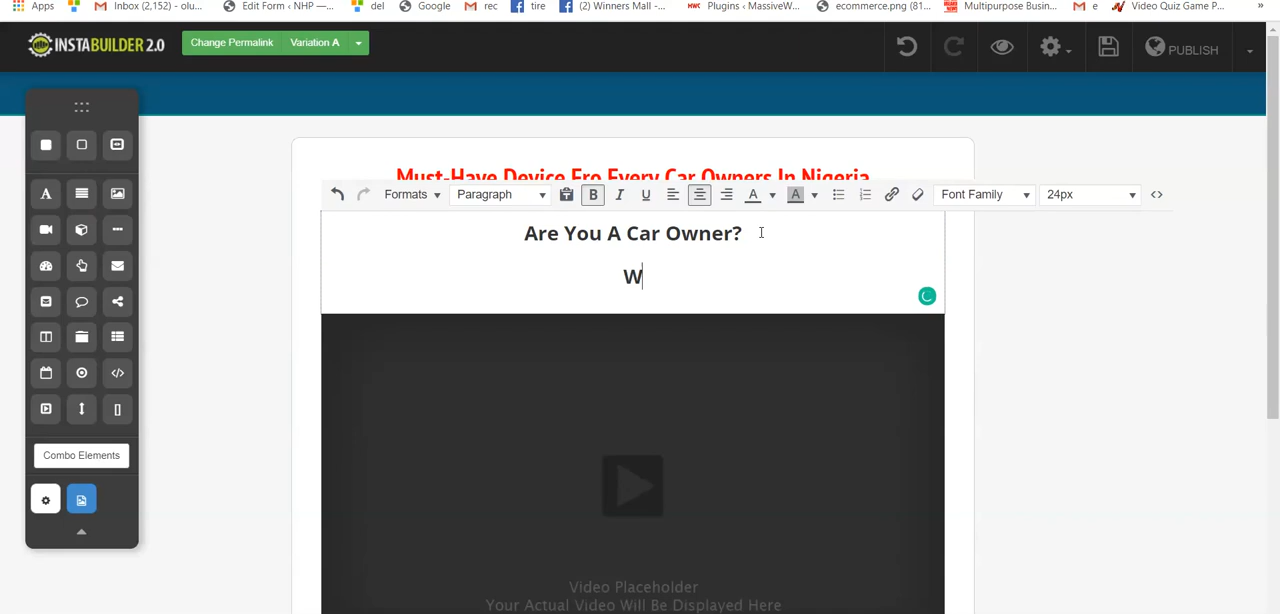 Apps
Inbox (2,152) - olu...
Edit Form ‹ NHP —...
del
Google
rec
tire
(2) Winners Mall -...
Plugins ‹ MassiveW...
ecommerce.png (81...
Multipurpose Busin...
e
Video Quiz Game P...
»
INSTABUILDER 2.0
Change Permalink
Variation A
PUBLISH
Must-Have Device Fro Every Car Owners In Nigeria
Formats
Paragraph
B
I
U
A
A
Font Family
24px
Are You A Car Owner?
W
Combo Elements
Video Placeholder
Your Actual Video Will Be Displayed Here